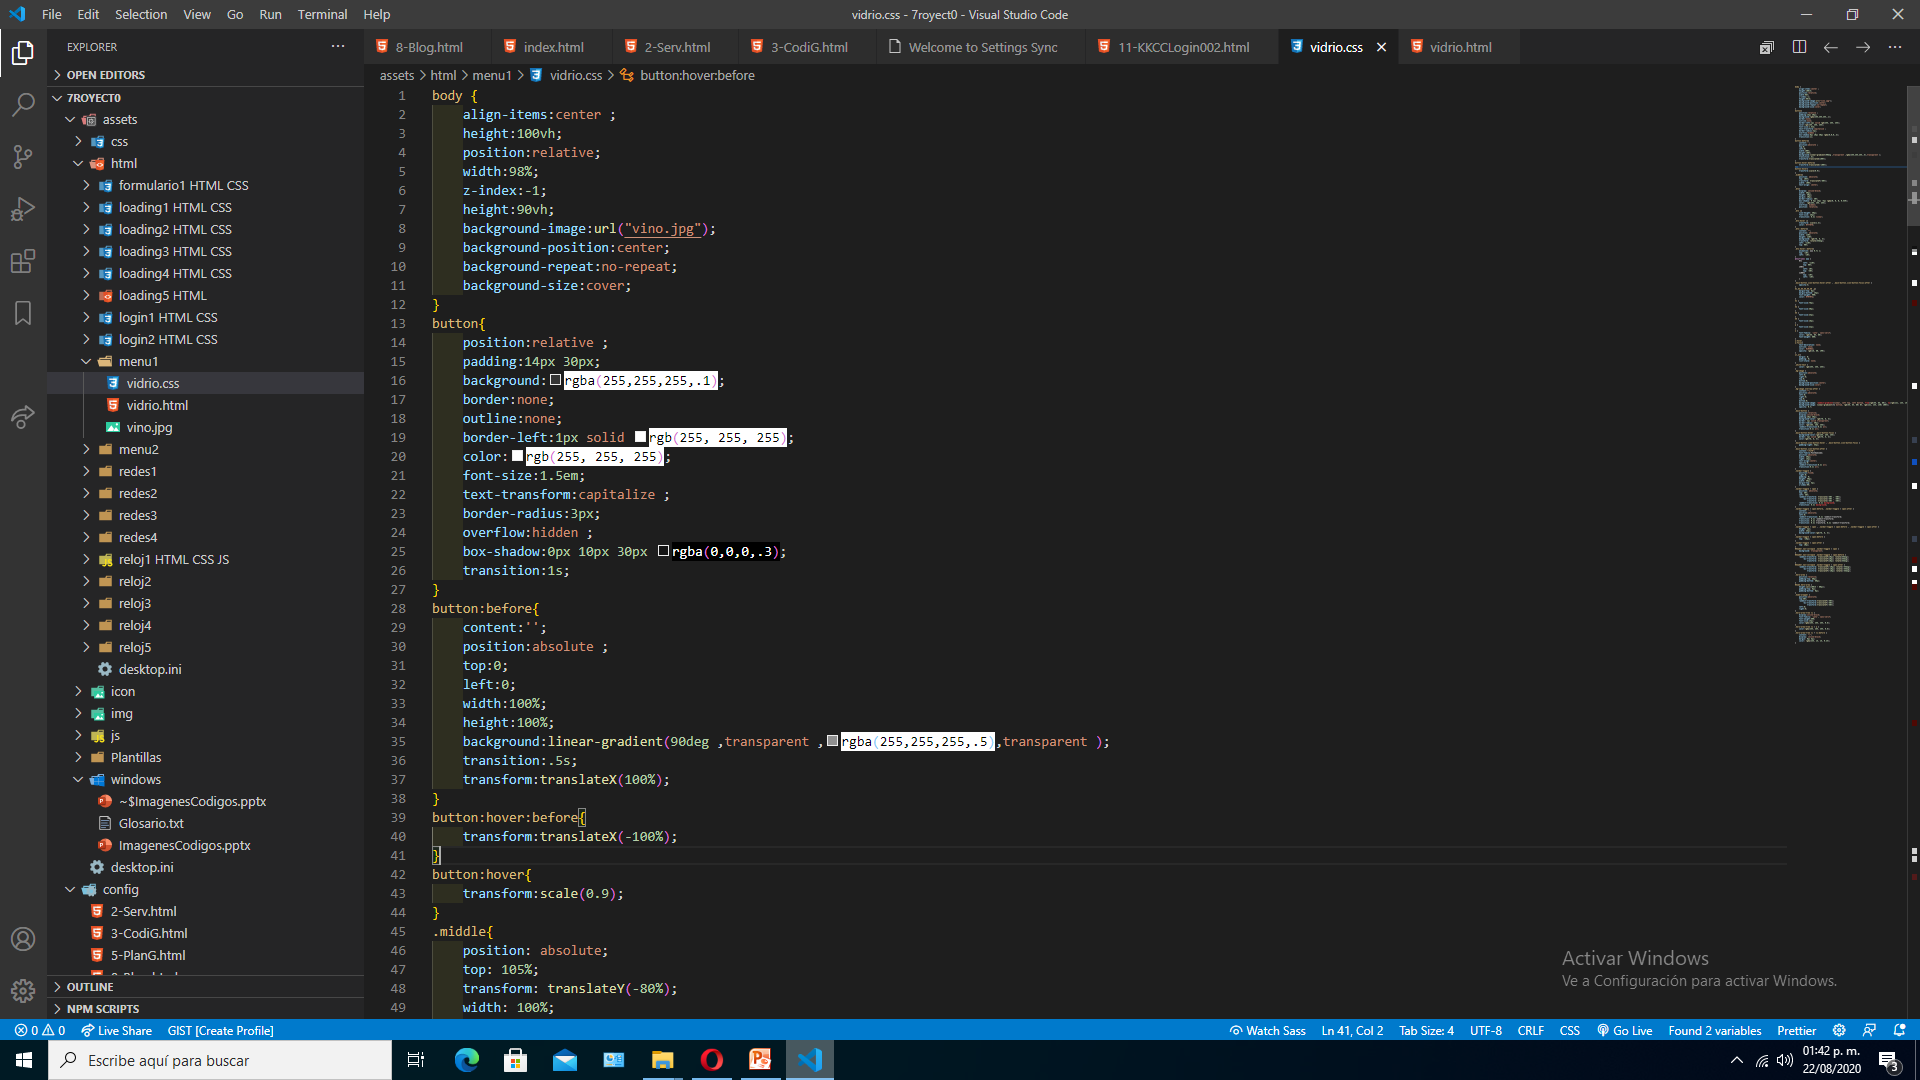 File Edit Selection View Go Run Terminal Help
vidrio.css - 7royect0 - Visual Studio Code
EXPLORER
OPEN EDITORS
7ROYECT0
assets
css
html
formulario1 HTML CSS
loading1 HTML CSS
loading2 HTML CSS
loading3 HTML CSS
loading4 HTML CSS
loading5 HTML
login1 HTML CSS
login2 HTML CSS
menu1
vidrio.css
vidrio.html
vino.jpg
menu2
redes1
redes2
redes3
redes4
reloj1 HTML CSS JS
reloj2
reloj3
reloj4
reloj5
desktop.ini
icon
img
js
Plantillas
windows
~$ImagenesCodigos.pptx
Glosario.txt
ImagenesCodigos.pptx
desktop.ini
config
2-Serv.html
3-CodiG.html
5-PlanG.html
OUTLINE
NPM SCRIPTS
8-Blog.html index.html 2-Serv.html 3-CodiG.html Welcome to Settings Sync 11-KKCCLogin002.html vidrio.css vidrio.html
assets > html > menu1 > vidrio.css > button:hover:before
1 body {
2 align-items:center ;
3 height:100vh;
4 position:relative;
5 width:98%;
6 z-index:-1;
7 height:90vh;
8 background-image:url("vino.jpg");
9 background-position:center;
10 background-repeat:no-repeat;
11 background-size:cover;
12 }
13 button{
14 position:relative ;
15 padding:14px 30px;
16 background:rgba(255,255,255,.1);
17 border:none;
18 outline:none;
19 border-left:1px solid rgb(255, 255, 255);
20 color:rgb(255, 255, 255);
21 font-size:1.5em;
22 text-transform:capitalize ;
23 border-radius:3px;
24 overflow:hidden ;
25 box-shadow:0px 10px 30px rgba(0,0,0,.3);
26 transition:1s;
27 }
28 button:before{
29 content:'';
30 position:absolute ;
31 top:0;
32 left:0;
33 width:100%;
34 height:100%;
35 background:linear-gradient(90deg ,transparent ,rgba(255,255,255,.5),transparent );
36 transition:.5s;
37 transform:translateX(100%);
38 }
39 button:hover:before{
40 transform:translateX(-100%);
41 }
42 button:hover{
43 transform:scale(0.9);
44 }
45 .middle{
46 position: absolute;
47 top: 105%;
48 transform: translateY(-80%);
49 width: 100%;
Activar Windows
Ve a Configuración para activar Windows.
0 0 Live Share GIST [Create Profile] Watch Sass Ln 41, Col 2 Tab Size: 4 UTF-8 CRLF CSS Go Live Found 2 variables Prettier
Escribe aquí para buscar
01:42 p. m.
22/08/2020
3